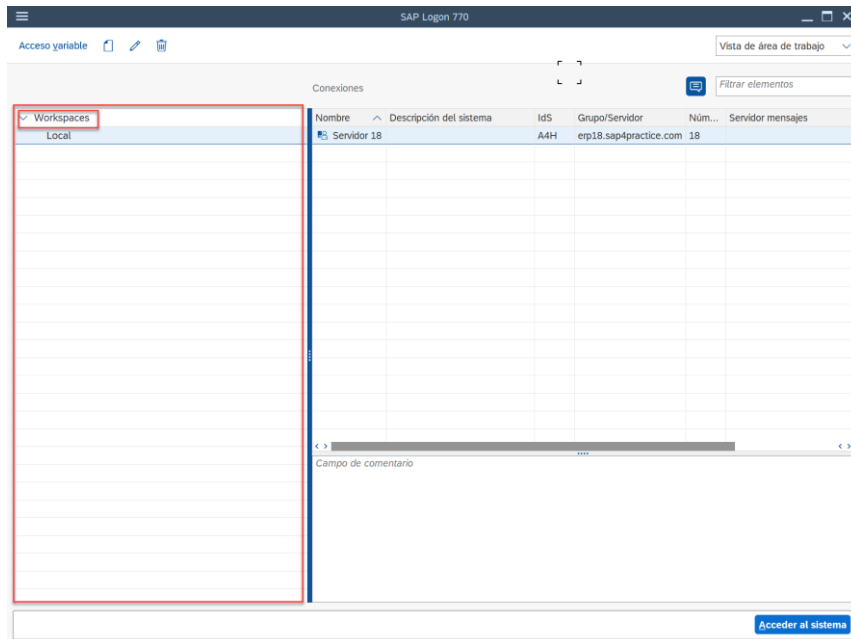 SAP Logon 770
Acceso variable
Vista de área de trabajo
Conexiones
Filtrar elementos
Workspaces
Local
Nombre Descripción del sistema IdS Grupo/Servidor Núm... Servidor mensajes
Servidor 18 A4H erp18.sap4practice.com 18
Campo de comentario
Acceder al sistema